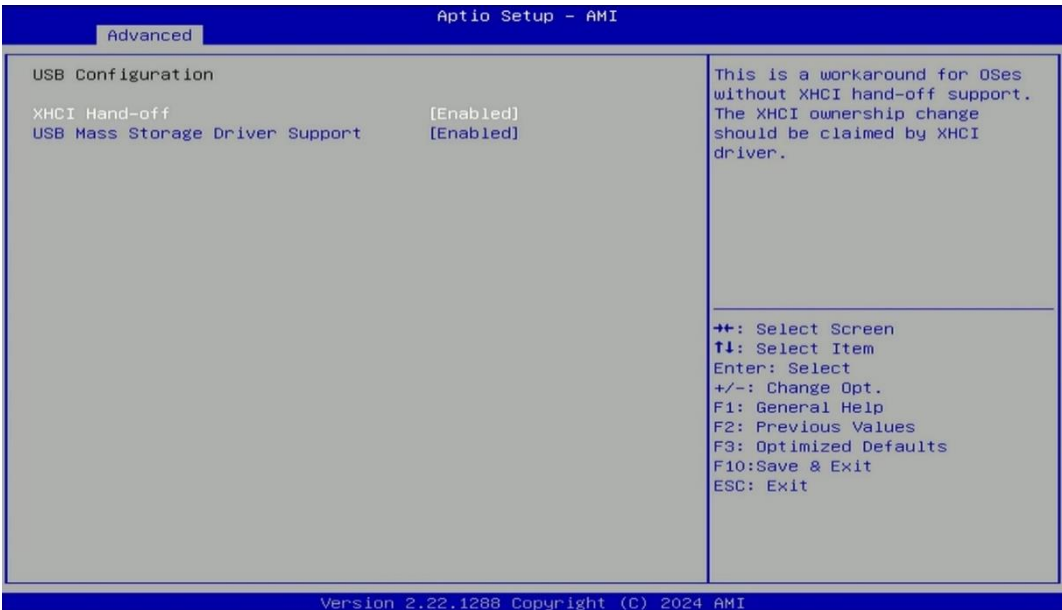 Aptio Setup - AMI
Advanced
USB Configuration
XHCI Hand-off [Enabled]
USB Mass Storage Driver Support [Enabled]
This is a workaround for OSes
without XHCI hand-off support.
The XHCI ownership change
should be claimed by XHCI
driver.
→←: Select Screen
↑↓: Select Item
Enter: Select
+/-: Change Opt.
F1: General Help
F2: Previous Values
F3: Optimized Defaults
F10:Save & Exit
ESC: Exit
Version 2.22.1288 Copyright (C) 2024 AMI